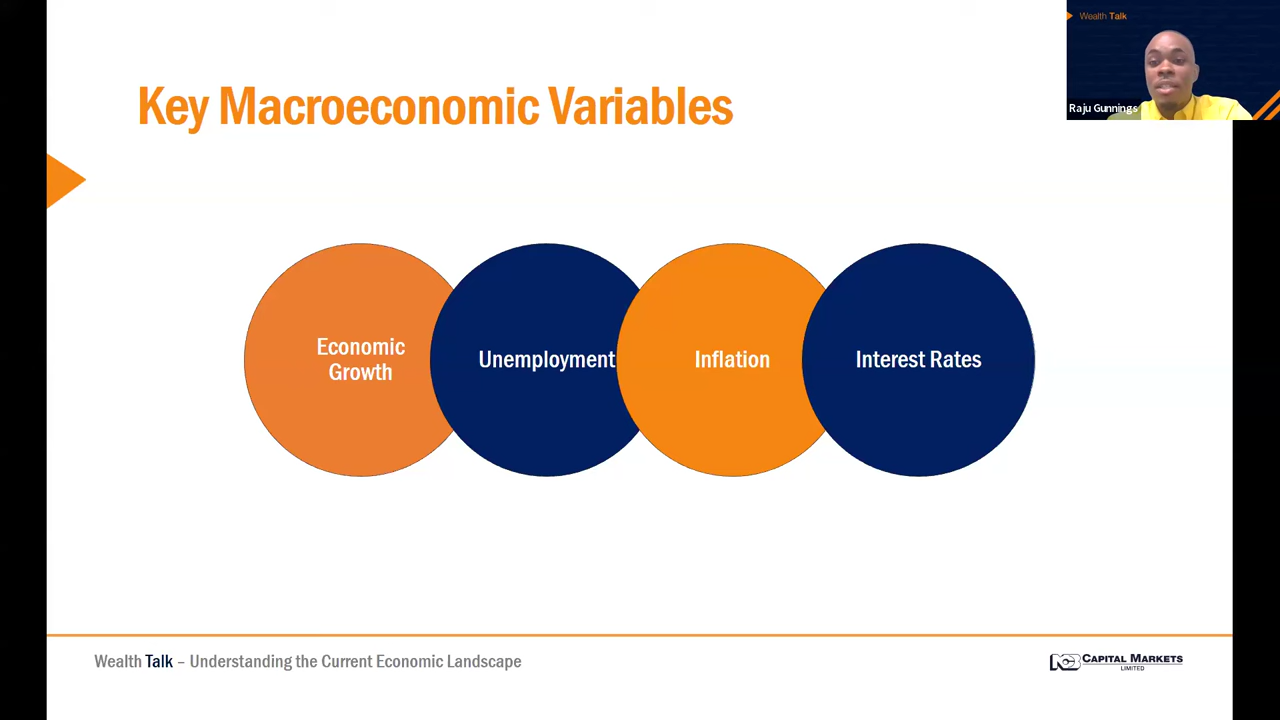 Wealth Talk
Raju Gunnings
Key Macroeconomic Variables
Economic
Growth
Unemployment
Inflation
Interest Rates
Wealth Talk – Understanding the Current Economic Landscape
NCB CAPITAL MARKETS
LIMITED